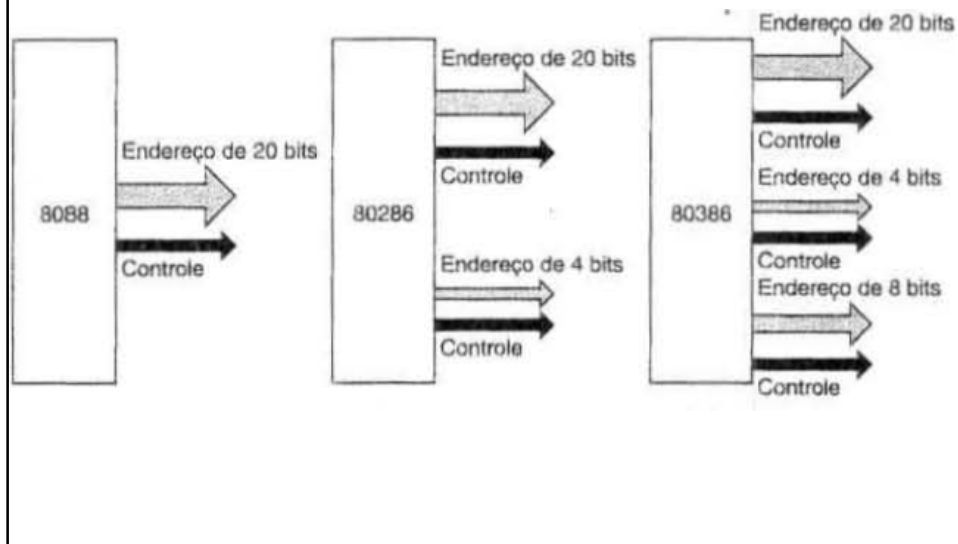 8088
Endereço de 20 bits
Controle
80286
Endereço de 20 bits
Controle
Endereço de 4 bits
Controle
80386
Endereço de 20 bits
Controle
Endereço de 4 bits
Controle
Endereço de 8 bits
Controle